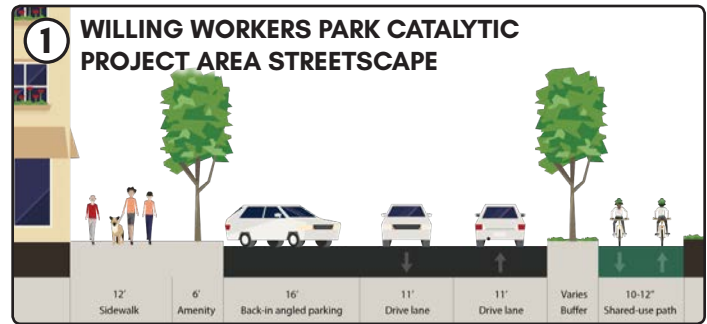 1
WILLING WORKERS PARK CATALYTIC
PROJECT AREA STREETSCAPE
12' 6' 16' 11' 11' Varies 10-12"
Sidewalk Amenity Back-in angled parking Drive lane Drive lane Buffer Shared-use path